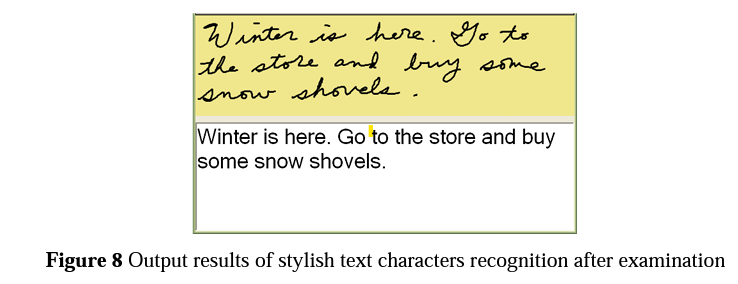 Winter is here. Go to
the store and buy some
snow shovels.
Winter is here. Go to the store and buy
some snow shovels.
Figure 8 Output results of stylish text characters recognition after examination